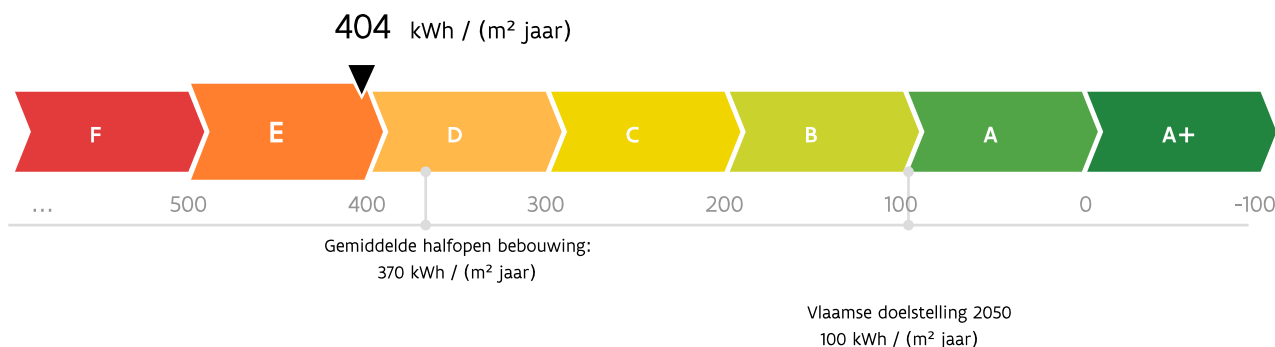 404 kWh / (m² jaar)
F E D C B A A+
... 500 400 300 200 100 0 -100
Gemiddelde halfopen bebouwing:
370 kWh / (m² jaar)
Vlaamse doelstelling 2050
100 kWh / (m² jaar)